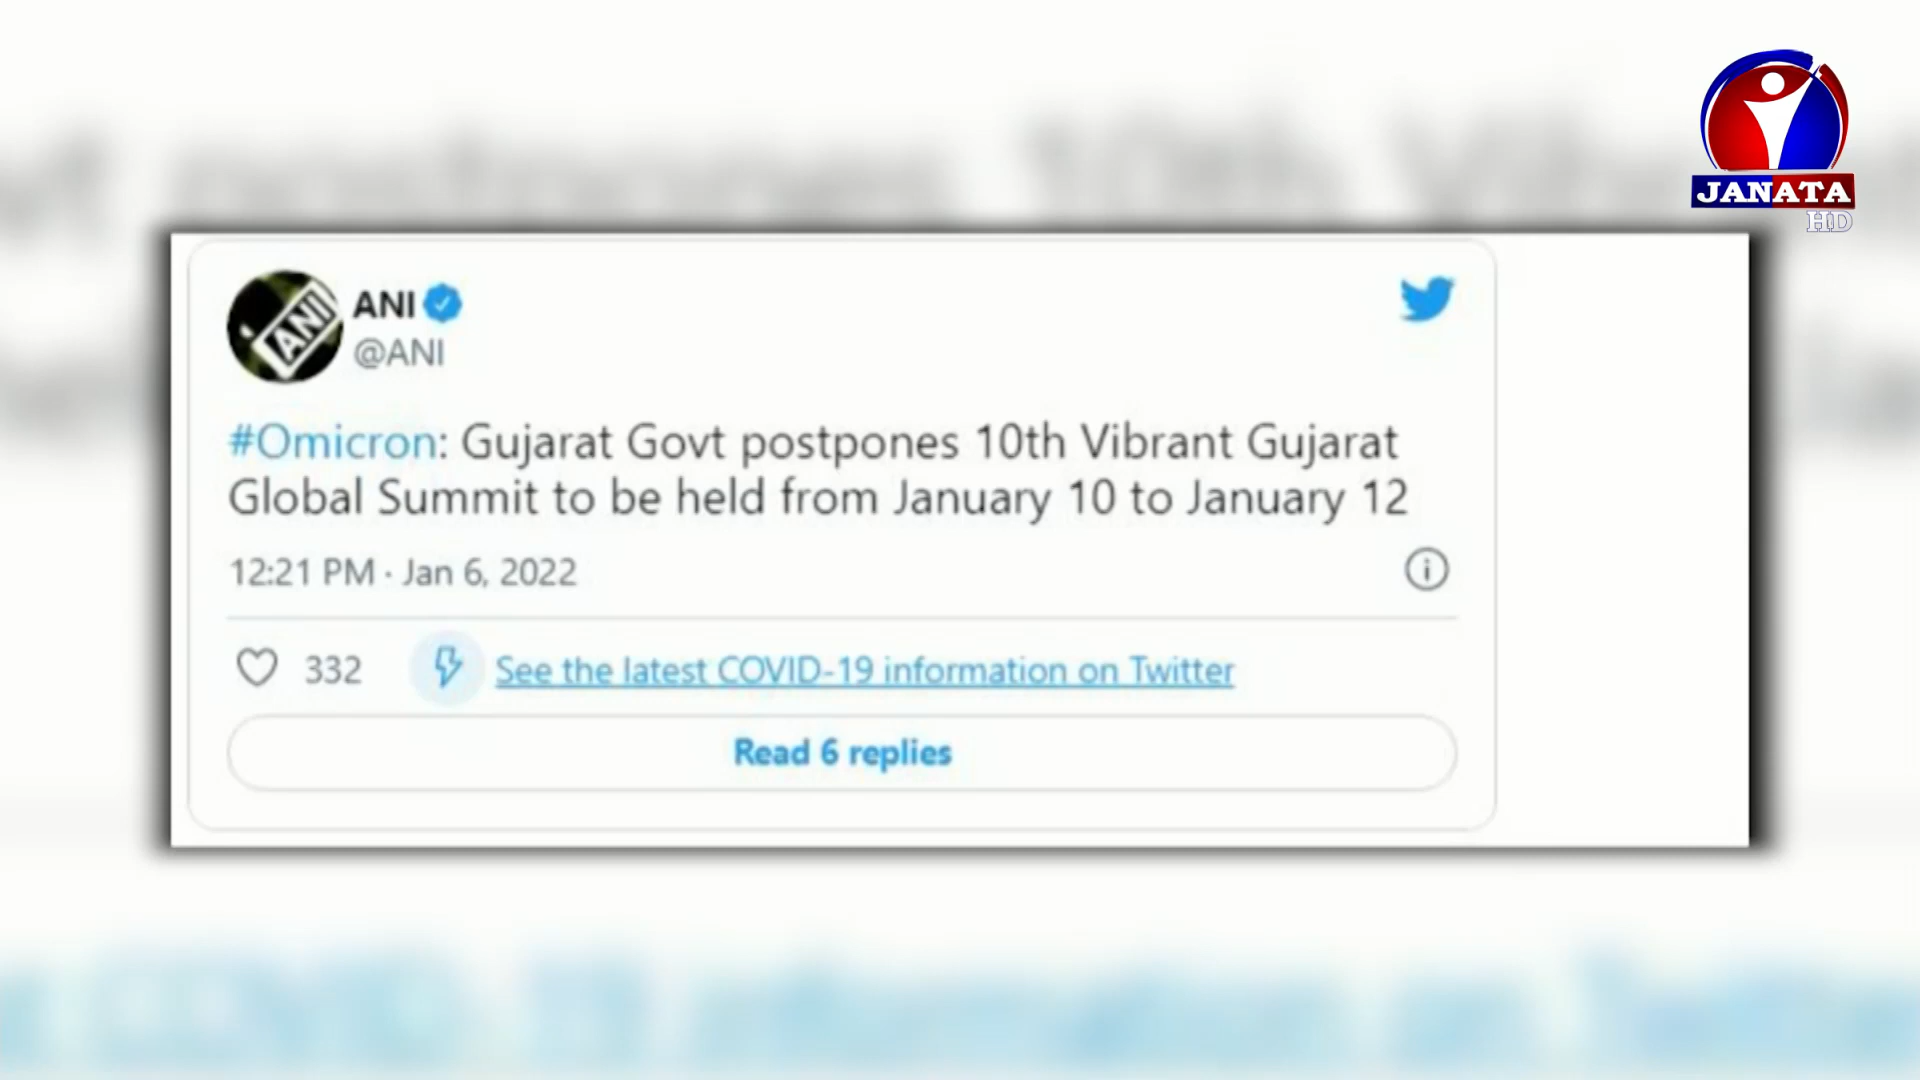 JANATA
HD
ANI
ANI
@ANI
#Omicron: Gujarat Govt postpones 10th Vibrant Gujarat
Global Summit to be held from January 10 to January 12
12:21 PM · Jan 6, 2022
332
See the latest COVID-19 information on Twitter
Read 6 replies